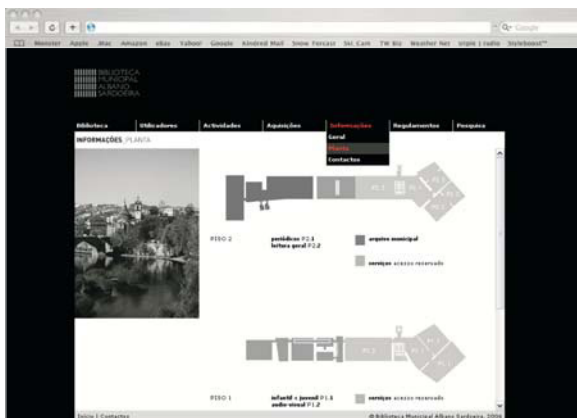 Google
Monster Apple .Mac Amazon eBay Yahoo! Google Kindred Mail Snow Forcast Ski Cam TW Biz Weather Net triple j radio Styleboost™
BIBLIOTECA
MUNICIPAL
ALBANO
SARDOEIRA
Biblioteca Utilizadores Actividades Aquisições Informações Regulamentos Pesquisa
Geral
Planta
Contactos
INFORMAÇÕES PLANTA
PISO 2
periódicos P2.1
leitura geral P2.2
arquivo municipal
serviços acesso reservado
PISO 1
infantil e juvenil P1.1
audio-visual P1.2
serviços acesso reservado
Início | Contactos
© Biblioteca Municipal Albano Sardoeira, 2006